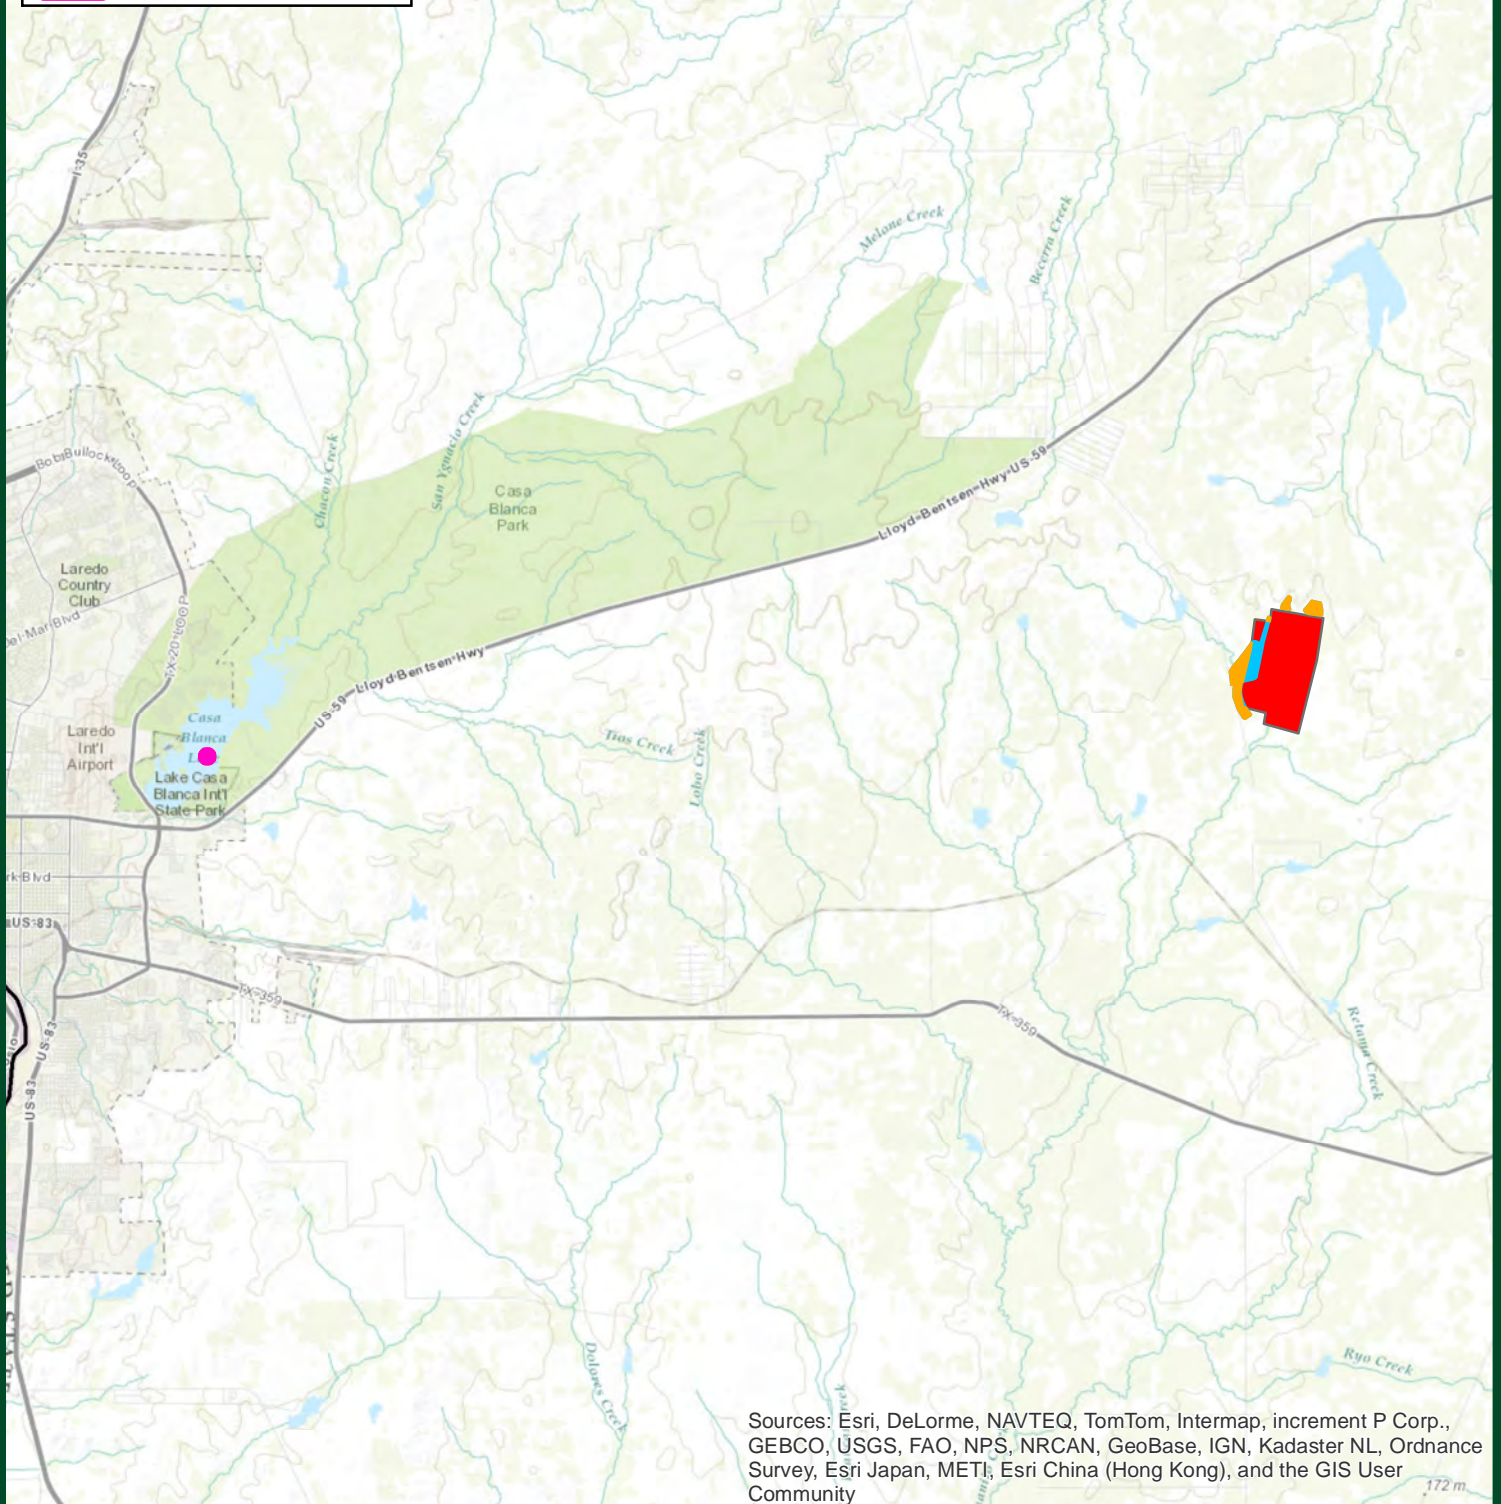 I-35
Melone Creek
Becerra Creek
Bob Bullock Loop
Chacon Creek
San Ygnacio Creek
Casa
Blanca
Park
Lloyd-Bentsen-Hwy-US-59
Laredo
Country
Club
Del-Mar-Blvd
TX-20-LOOP
US-59
Lloyd-Bentsen-Hwy
Casa
Blanca
Laredo
Int'l
Airport
Lake Casa
Blanca Int'l
State Park
Tios Creek
Lobo Creek
rk-Blvd
US-83
TX-359
TX-359
US-83
US-83
Retama Creek
Dolores Creek
Ryo Creek
Sources: Esri, DeLorme, NAVTEQ, TomTom, Intermap, increment P Corp.,
GEBCO, USGS, FAO, NPS, NRCAN, GeoBase, IGN, Kadaster NL, Ordnance
Survey, Esri Japan, METI, Esri China (Hong Kong), and the GIS User
Community
172 m